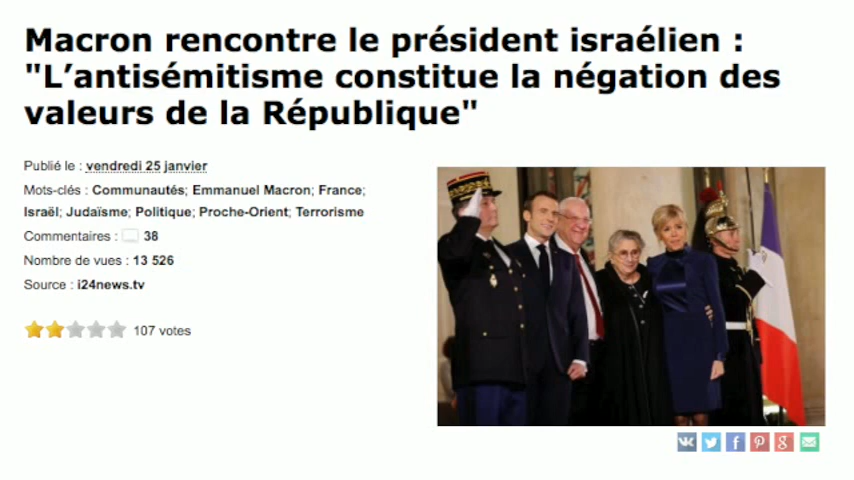 Macron rencontre le président israélien :
"L’antisémitisme constitue la négation des
valeurs de la République"
Publié le : vendredi 25 janvier
Mots-clés : Communautés; Emmanuel Macron; France;
Israël; Judaïsme; Politique; Proche-Orient; Terrorisme
Commentaires : 38
Nombre de vues : 13 526
Source : i24news.tv
107 votes